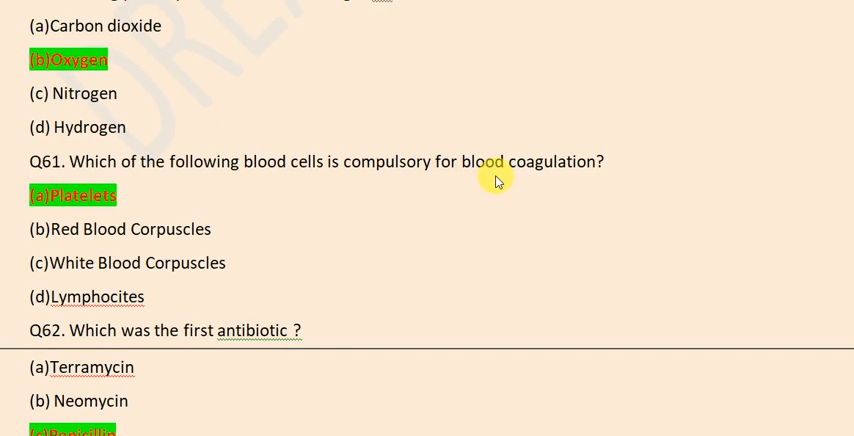 (a)Carbon dioxide
(b)Oxygen
(c) Nitrogen
(d) Hydrogen
Q61. Which of the following blood cells is compulsory for blood coagulation?
(a)Platelets
(b)Red Blood Corpuscles
(c)White Blood Corpuscles
(d)Lymphocites
Q62. Which was the first antibiotic ?
(a)Terramycin
(b) Neomycin
(c)Penicillin